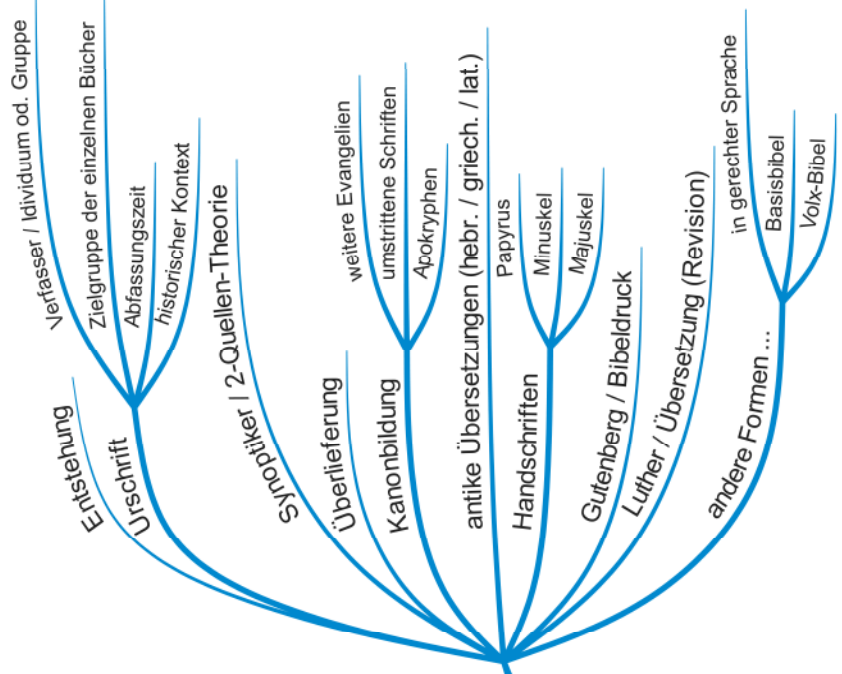 Entstehung
Urschrift
Verfasser / Idividuum od. Gruppe
Zielgruppe der einzelnen Bücher
Abfassungszeit
historischer Kontext
Synoptiker / 2-Quellen-Theorie
Überlieferung
Kanonbildung
weitere Evangelien
umstrittene Schriften
Apokryphen
antike Übersetzungen (hebr. / griech. / lat.)
Handschriften
Papyrus
Minuskel
Majuskel
Gutenberg / Bibeldruck
Luther / Übersetzung (Revision)
andere Formen ...
in gerechter Sprache
Basisbibel
Volx-Bibel